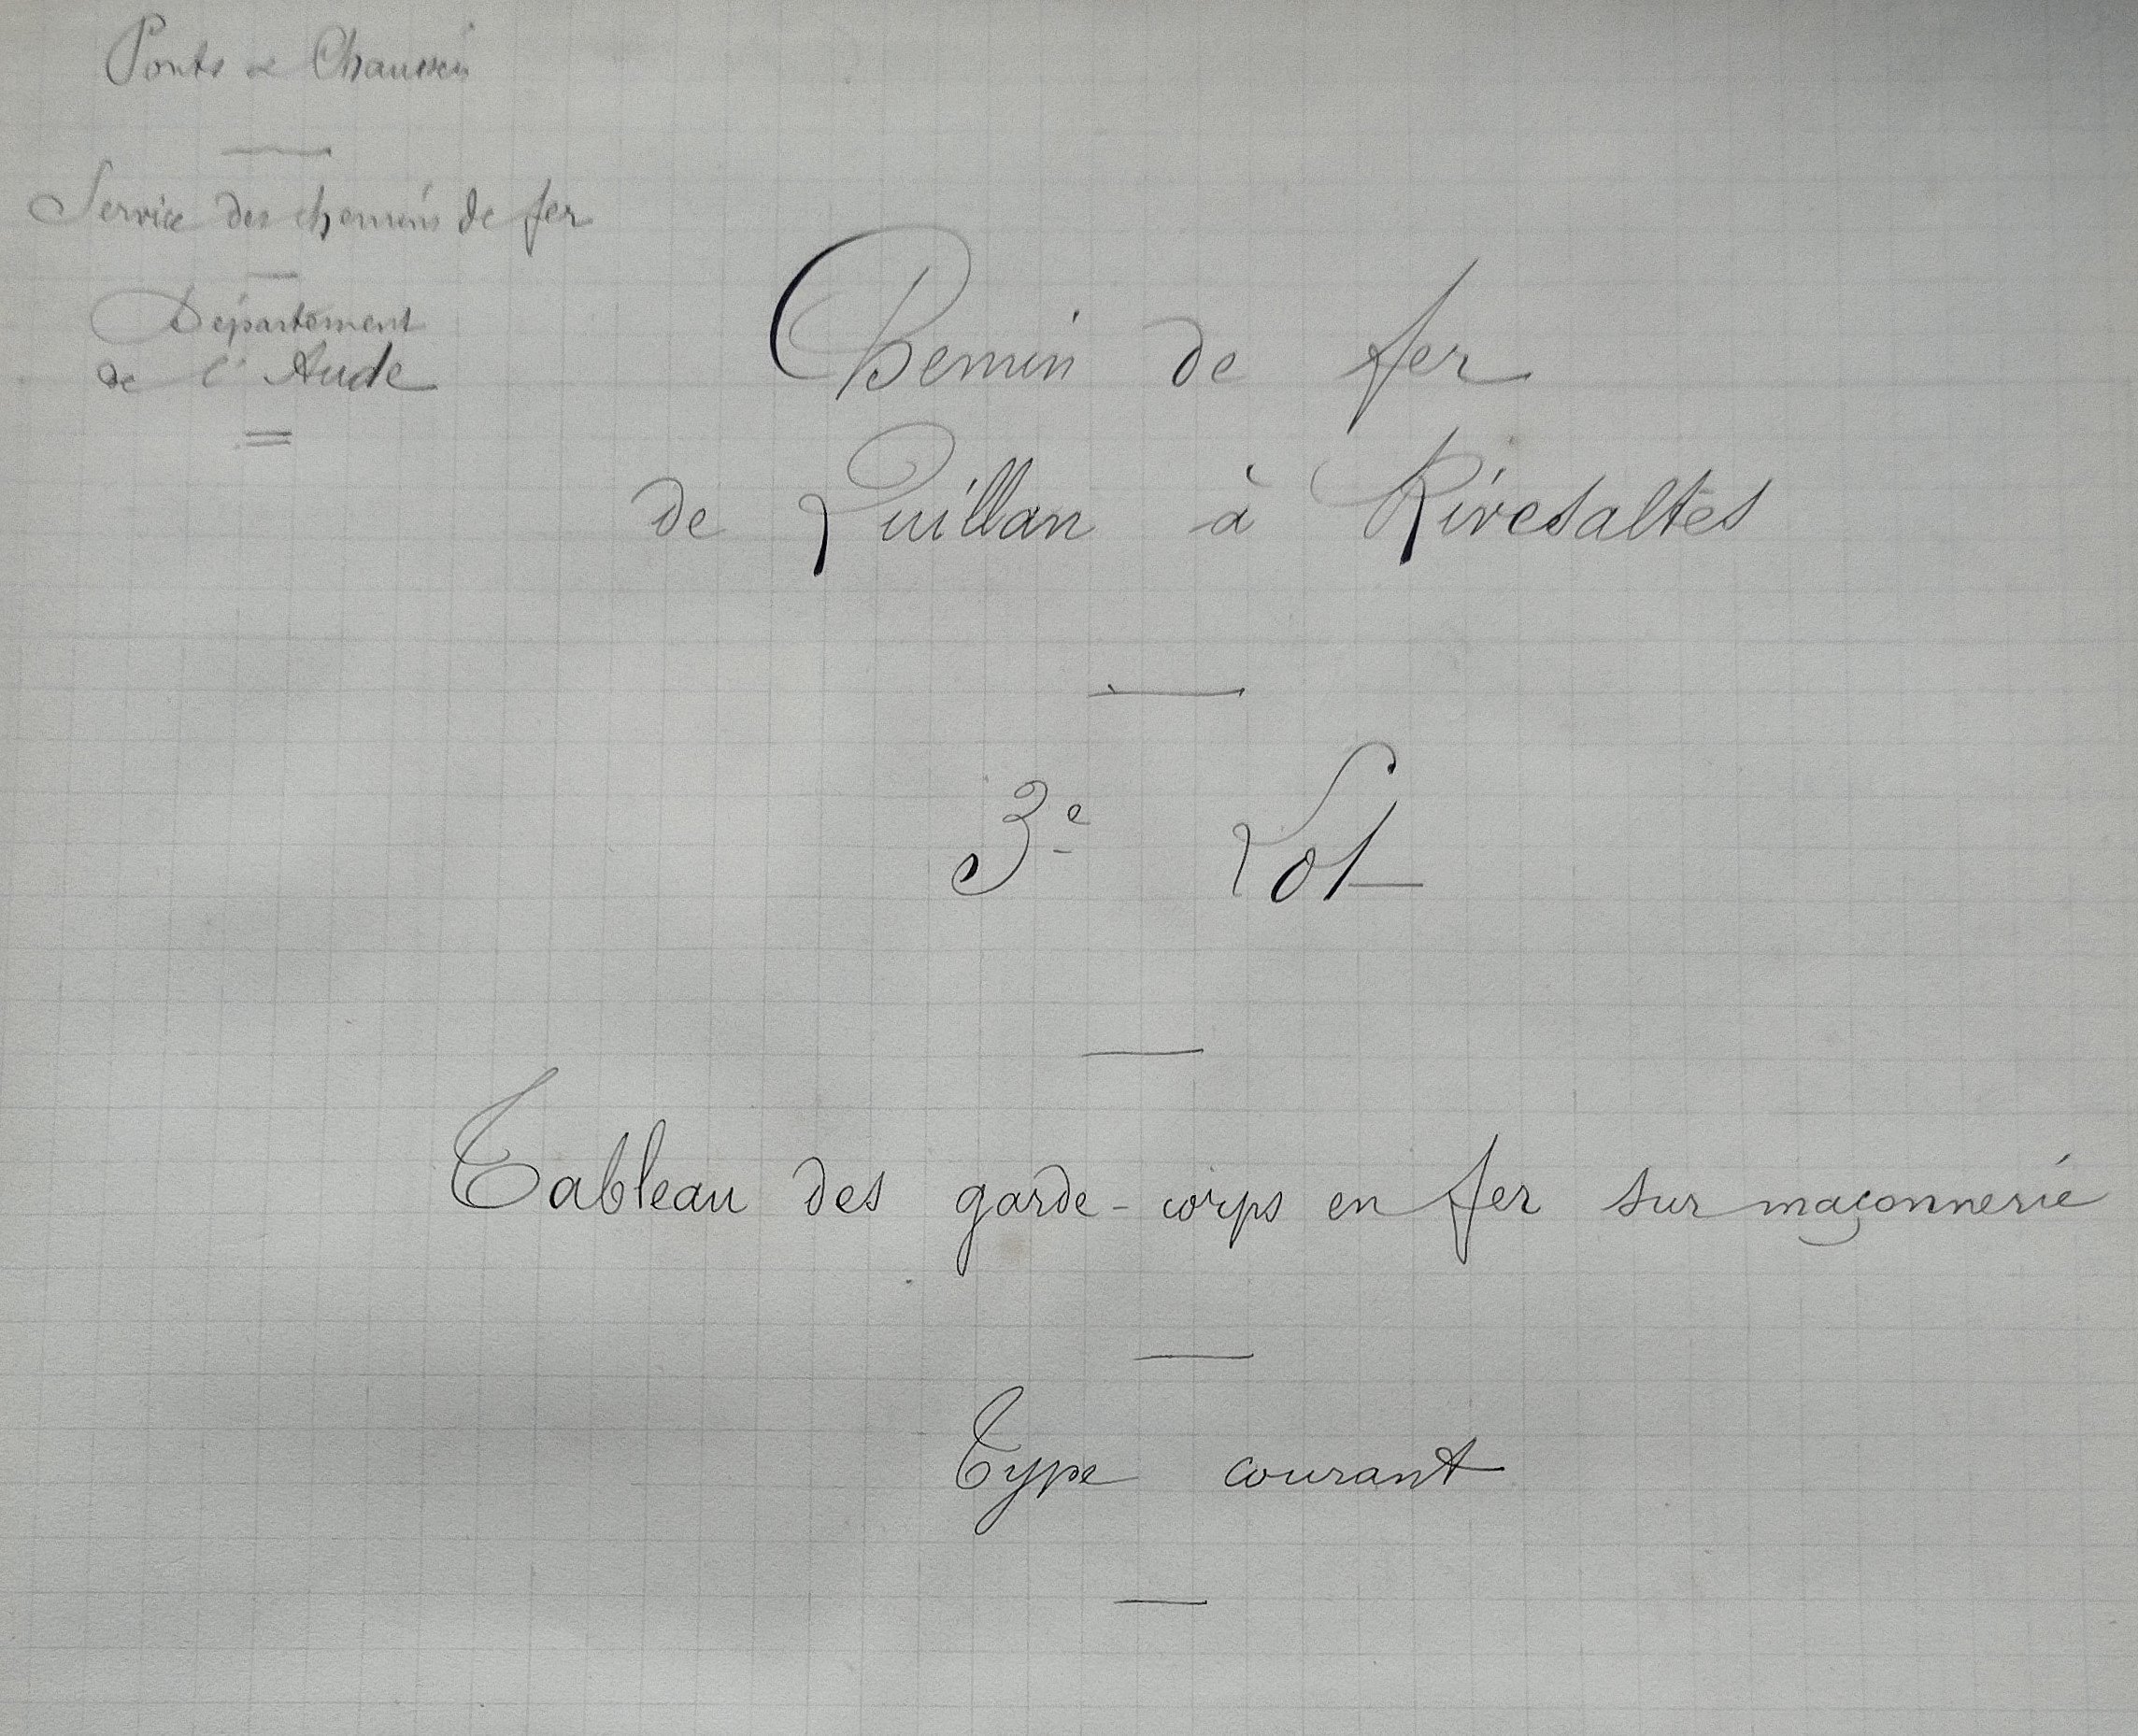 Ponts & Chaussées
Service des chemins de fer
Département
de l'Aude
Chemin de fer
de Quillan à Rivesaltes
3e Lot
Tableau des garde-corps en fer sur maçonnerie
Type courant